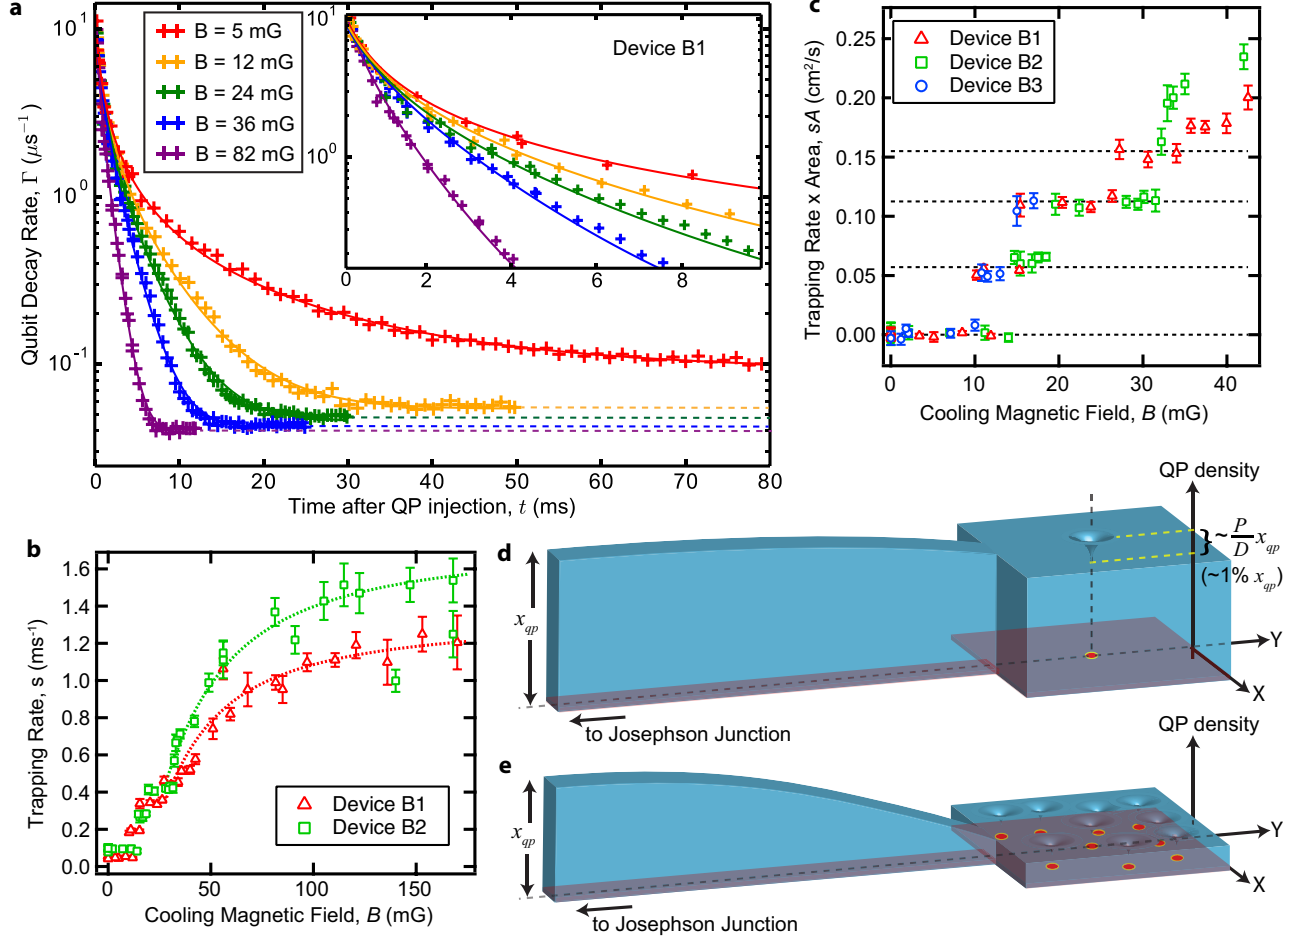 a
Qubit Decay Rate, Γ (μs⁻¹)
10¹
10⁰
10⁻¹
B = 5 mG
B = 12 mG
B = 24 mG
B = 36 mG
B = 82 mG
10¹
10⁰
Device B1
0 2 4 6 8
0 10 20 30 40 50 60 70 80
Time after QP injection, t (ms)
b
Trapping Rate, s (ms⁻¹)
1.6
1.4
1.2
1.0
0.8
0.6
0.4
0.2
0.0
Device B1
Device B2
0 50 100 150
Cooling Magnetic Field, B (mG)
c
Trapping Rate x Area, sA (cm²/s)
0.25
0.20
0.15
0.10
0.05
0.00
Device B1
Device B2
Device B3
0 10 20 30 40
Cooling Magnetic Field, B (mG)
d
QP density
} ~ P/D x_qp
(~1% x_qp)
x_qp
Y
X
to Josephson Junction
e
QP density
x_qp
Y
X
to Josephson Junction